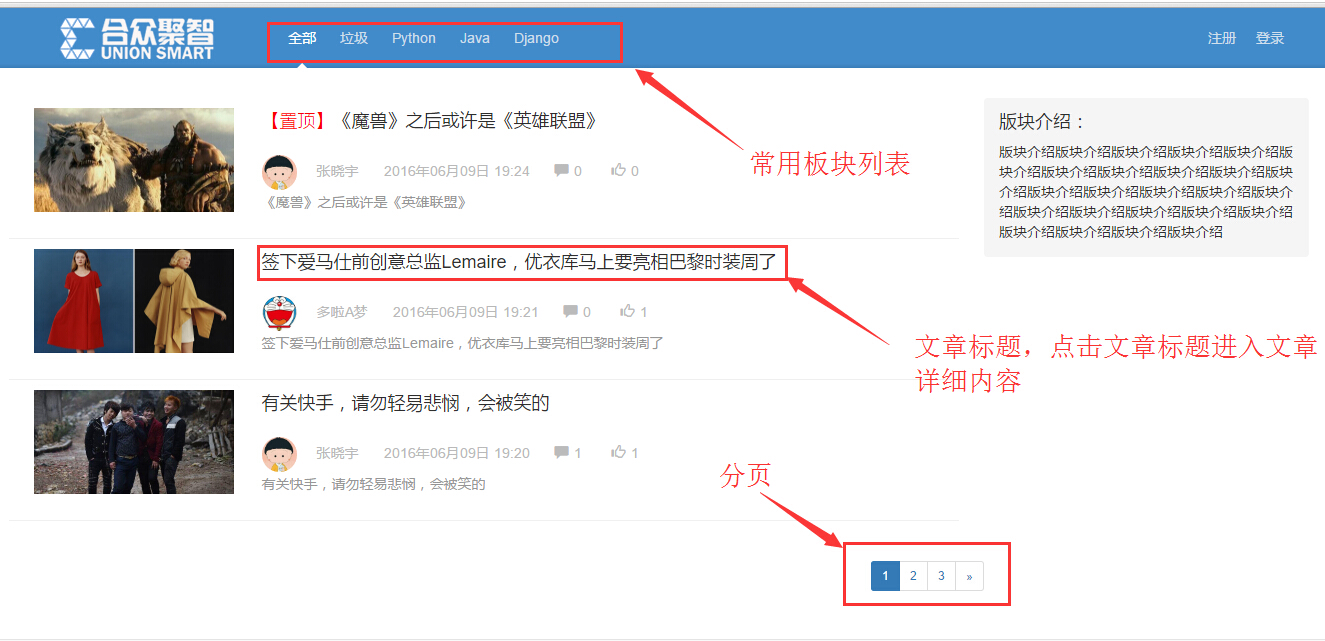 合众聚智
UNION SMART
全部 垃圾 Python Java Django
注册 登录
【置顶】《魔兽》之后或许是《英雄联盟》
张晓宇 2016年06月09日 19:24 0 0
《魔兽》之后或许是《英雄联盟》
常用板块列表
版块介绍：
版块介绍版块介绍版块介绍版块介绍版块介绍版
块介绍版块介绍版块介绍版块介绍版块介绍版块
介绍版块介绍版块介绍版块介绍版块介绍版块介
绍版块介绍版块介绍版块介绍版块介绍版块介绍
版块介绍版块介绍版块介绍版块介绍
签下爱马仕前创意总监Lemaire，优衣库马上要亮相巴黎时装周了
多啦A梦 2016年06月09日 19:21 0 1
签下爱马仕前创意总监Lemaire，优衣库马上要亮相巴黎时装周了
文章标题，点击文章标题进入文章
详细内容
有关快手，请勿轻易悲悯，会被笑的
张晓宇 2016年06月09日 19:20 1 1
有关快手，请勿轻易悲悯，会被笑的
分页
1 2 3 »